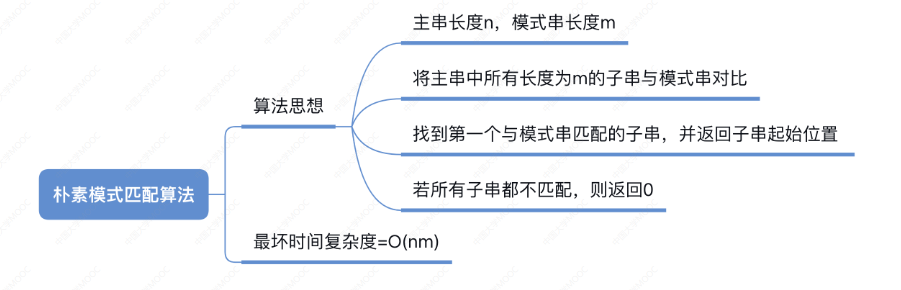 主串长度n，模式串长度m
将主串中所有长度为m的子串与模式串对比
算法思想
找到第一个与模式串匹配的子串，并返回子串起始位置
若所有子串都不匹配，则返回0
朴素模式匹配算法
最坏时间复杂度=O(nm)